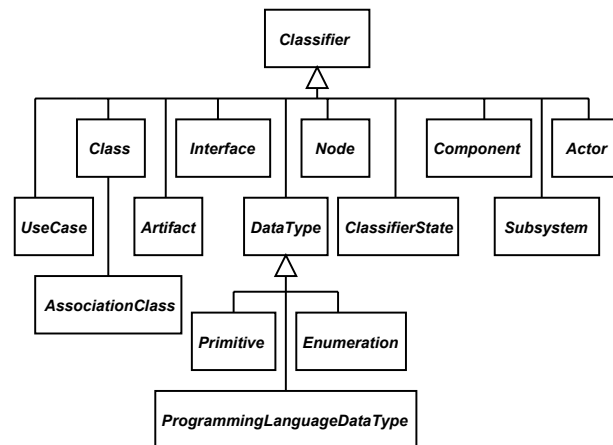 Classifier
Class
Interface
Node
Component
Actor
UseCase
Artifact
DataType
ClassifierState
Subsystem
AssociationClass
Primitive
Enumeration
ProgrammingLanguageDataType